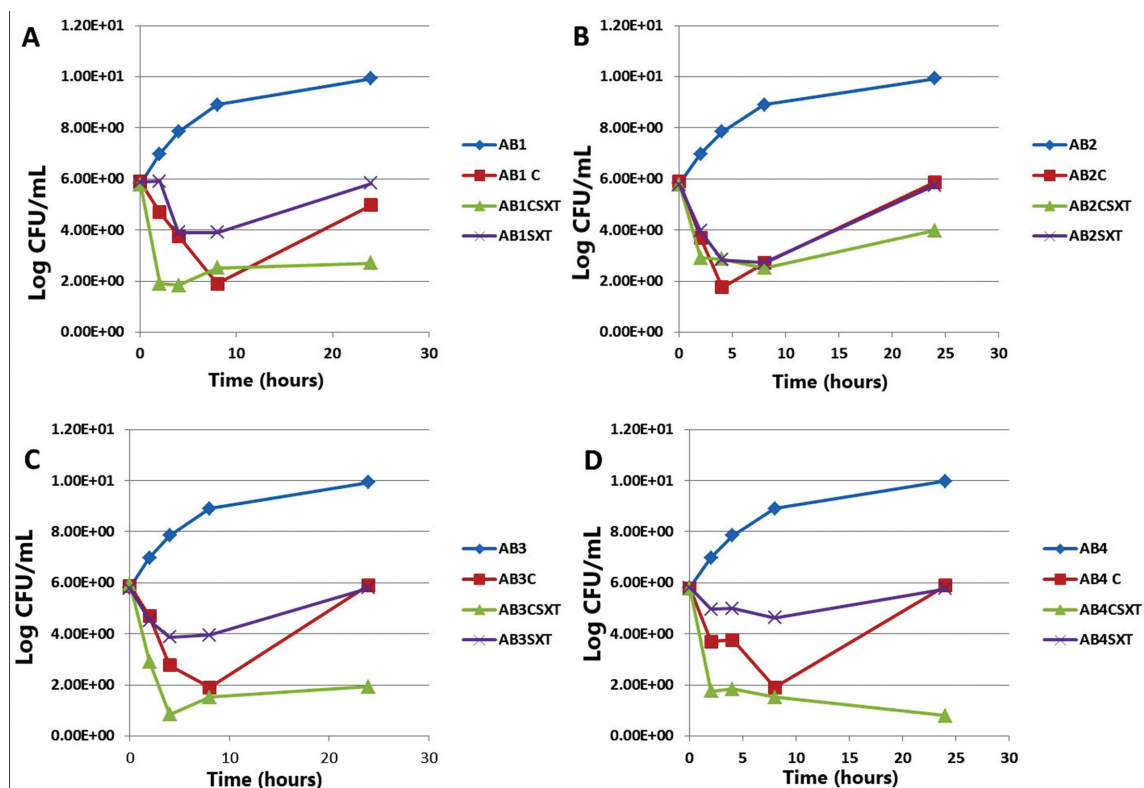 A
1.20E+01
1.00E+01
8.00E+00
6.00E+00
4.00E+00
2.00E+00
0.00E+00
Log CFU/mL
0 10 20 30
Time (hours)
AB1
AB1 C
AB1CSXT
AB1SXT
B
1.20E+01
1.00E+01
8.00E+00
6.00E+00
4.00E+00
2.00E+00
0.00E+00
Log CFU/mL
0 5 10 15 20 25 30
Time (hours)
AB2
AB2C
AB2CSXT
AB2SXT
C
1.20E+01
1.00E+01
8.00E+00
6.00E+00
4.00E+00
2.00E+00
0.00E+00
Log CFU/mL
0 10 20 30
Time (hours)
AB3
AB3C
AB3CSXT
AB3SXT
D
1.20E+01
1.00E+01
8.00E+00
6.00E+00
4.00E+00
2.00E+00
0.00E+00
Log CFU/mL
0 5 10 15 20 25 30
Time (hours)
AB4
AB4 C
AB4CSXT
AB4SXT